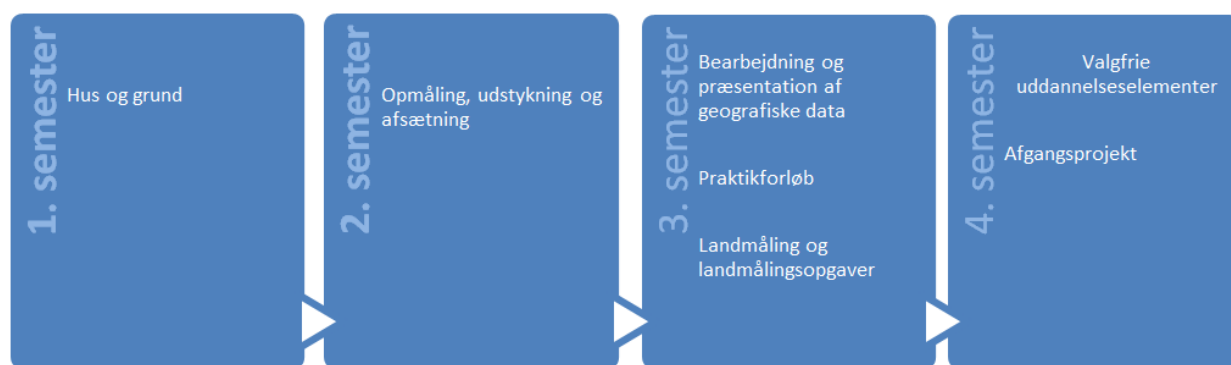 1. semester
Hus og grund
2. semester
Opmåling, udstykning og
afsætning
3. semester
Bearbejdning og
præsentation af
geografiske data
Praktikforløb
Landmåling og
landmålingsopgaver
4. semester
Valgfrie
uddannelseselementer
Afgangsprojekt